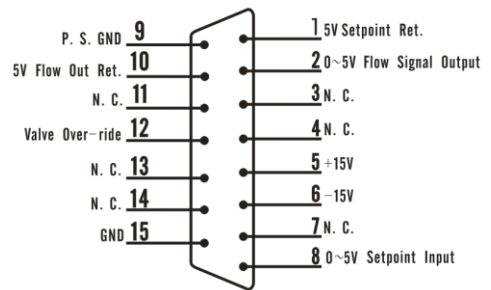 P. S. GND 9
5V Flow Out Ret. 10
N. C. 11
Valve Over-ride 12
N. C. 13
N. C. 14
GND 15
1 5V Setpoint Ret.
2 0~5V Flow Signal Output
3 N. C.
4 N. C.
5 +15V
6 -15V
7 N. C.
8 0~5V Setpoint Input